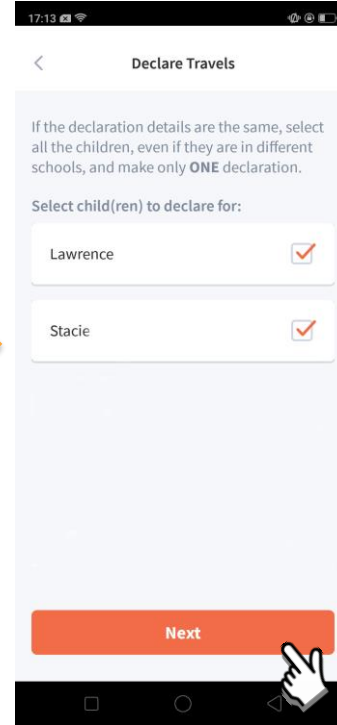 17:13
Declare Travels
If the declaration details are the same, select
all the children, even if they are in different
schools, and make only ONE declaration.
Select child(ren) to declare for:
Lawrence
Stacie
Next